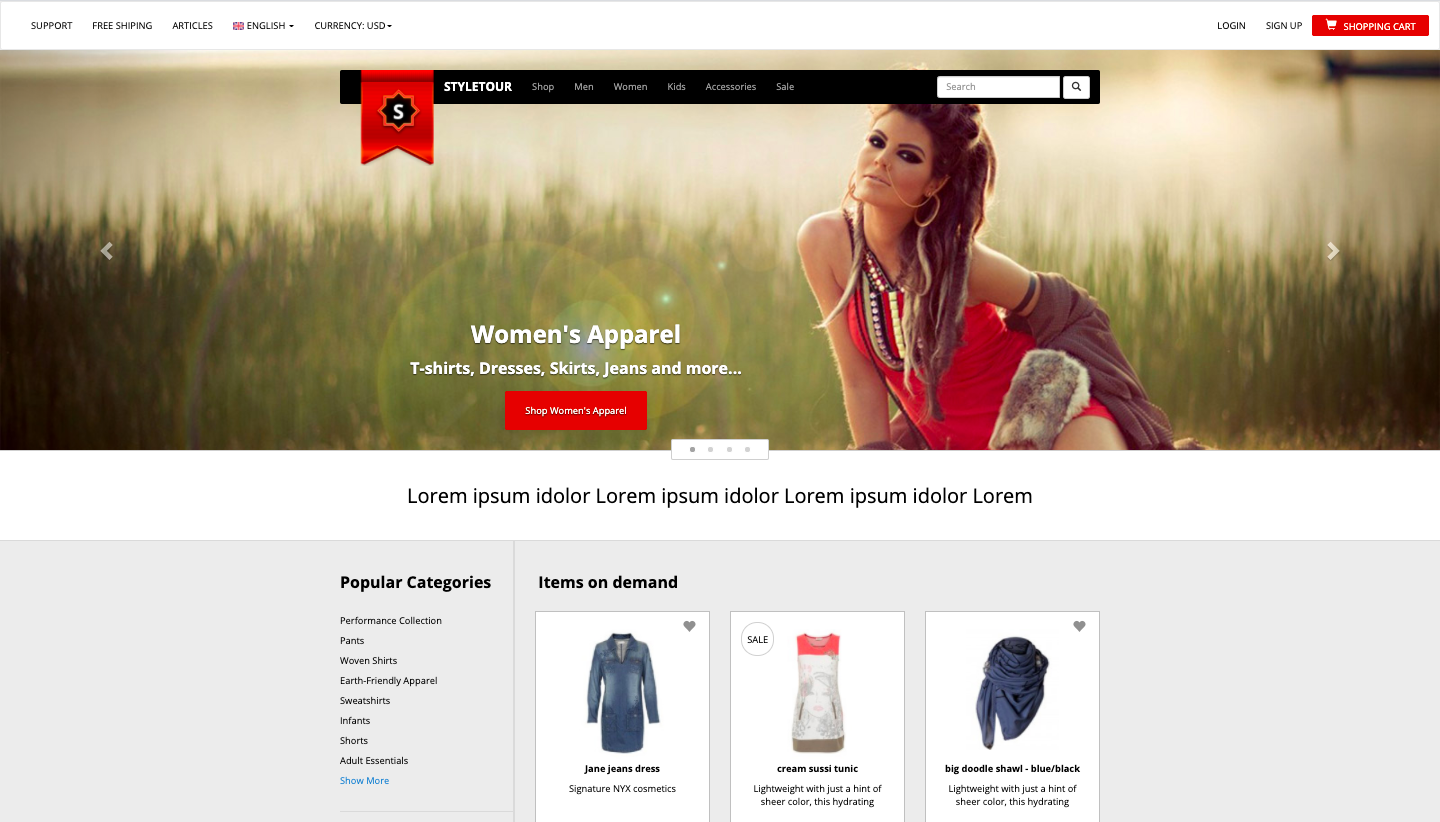 SUPPORT FREE SHIPING ARTICLES ENGLISH CURRENCY: USD LOGIN SIGN UP SHOPPING CART
S
STYLETOUR Shop Men Women Kids Accessories Sale Search
Women's Apparel
T-shirts, Dresses, Skirts, Jeans and more...
Shop Women's Apparel
Lorem ipsum idolor Lorem ipsum idolor Lorem ipsum idolor Lorem
Popular Categories
Performance Collection
Pants
Woven Shirts
Earth-Friendly Apparel
Sweatshirts
Infants
Shorts
Adult Essentials
Show More
Items on demand
Jane jeans dress
Signature NYX cosmetics
SALE
cream sussi tunic
Lightweight with just a hint of
sheer color, this hydrating
big doodle shawl - blue/black
Lightweight with just a hint of
sheer color, this hydrating